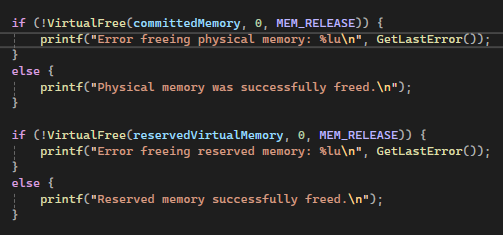 if (!VirtualFree(committedMemory, 0, MEM_RELEASE)) {
printf("Error freeing physical memory: %lu\n", GetLastError());
}
else {
printf("Physical memory was successfully freed.\n");
}
if (!VirtualFree(reservedVirtualMemory, 0, MEM_RELEASE)) {
printf("Error freeing reserved memory: %lu\n", GetLastError());
}
else {
printf("Reserved memory successfully freed.\n");
}